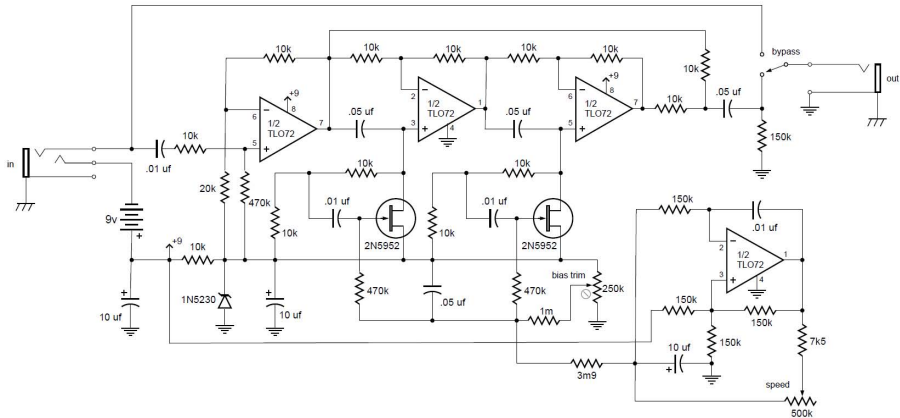 bypass
out
in
10k
10k
10k
10k
10k
10k
+9
8
6
5
7
1/2
TLO72
.05 uf
2
3
1
4
1/2
TLO72
.05 uf
+9
8
6
5
7
1/2
TLO72
10k
.05 uf
150k
10k
.01 uf
20k
470k
10k
10k
.01 uf
10k
2N5952
10k
.01 uf
10k
2N5952
9v
+
+9
10k
+
10 uf
1N5230
+
10 uf
470k
.05 uf
470k
bias trim
250k
1m
3m9
150k
.01 uf
2
3
1
4
1/2
TLO72
150k
150k
150k
10 uf
+
7k5
speed
500k